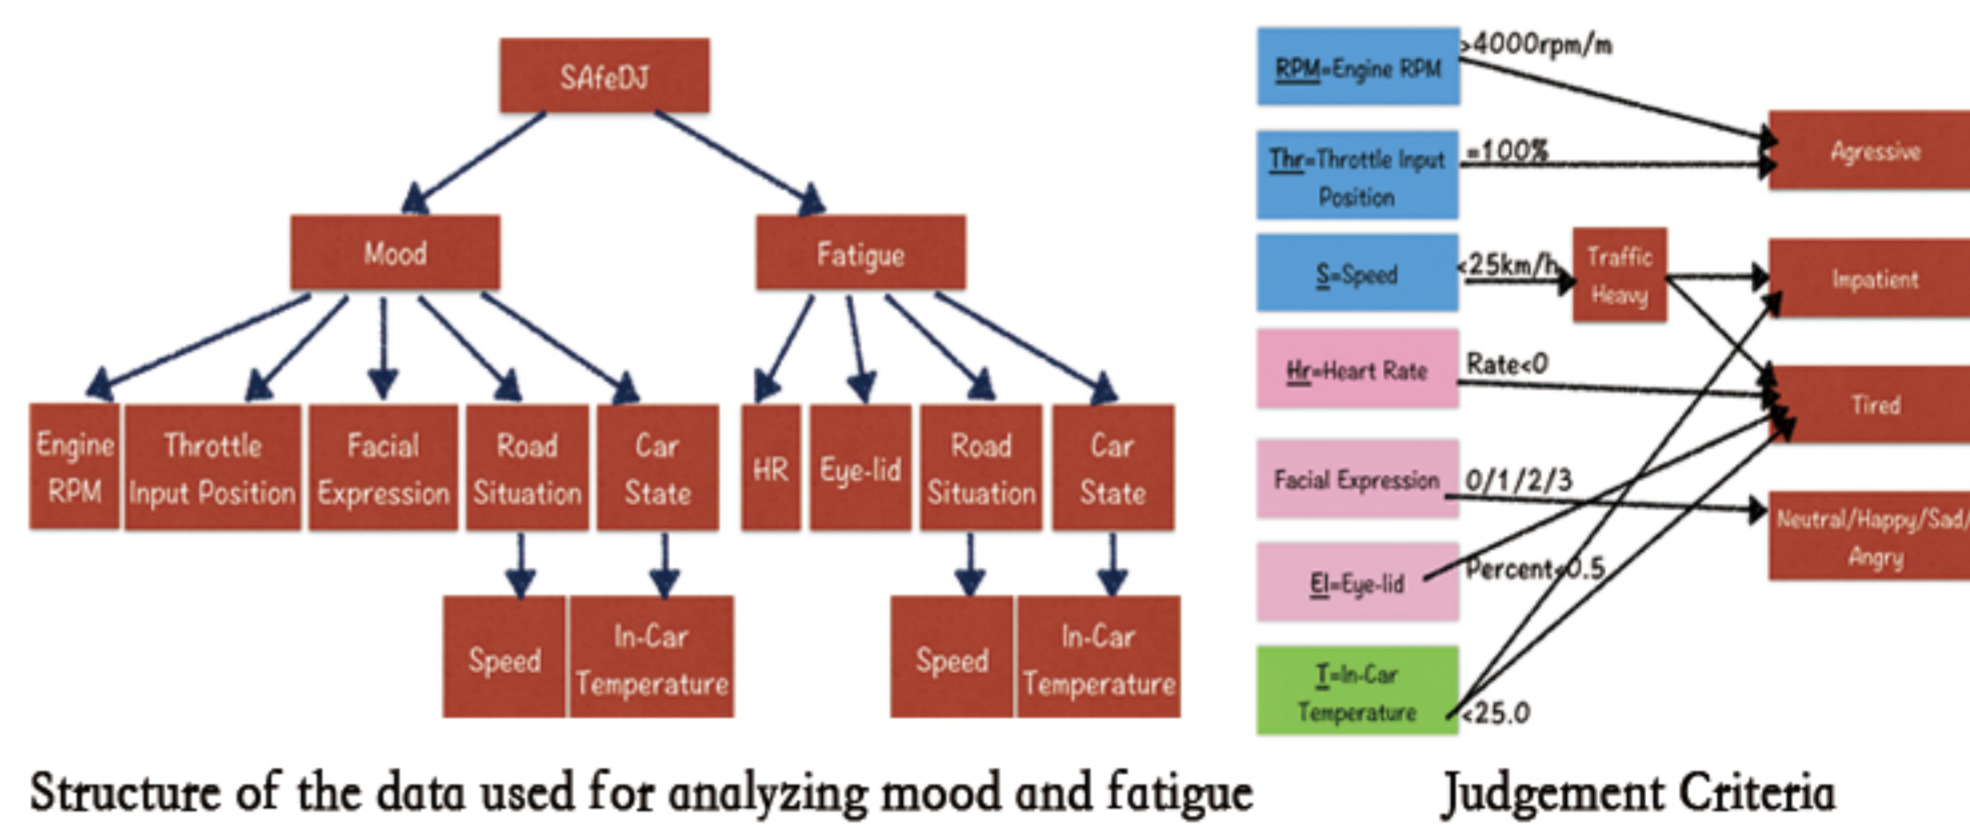 SAfeDJ
Mood
Fatigue
Engine
RPM
Throttle
Input Position
Facial
Expression
Road
Situation
Car
State
HR
Eye-lid
Road
Situation
Car
State
Speed
In-Car
Temperature
Speed
In-Car
Temperature
Structure of the data used for analyzing mood and fatigue
RPM=Engine RPM
>4000rpm/m
Thr=Throttle Input
Position
=100%
S=Speed
<25km/h
Traffic
Heavy
Hr=Heart Rate
Rate<0
Facial Expression
0/1/2/3
El=Eye-lid
Percent<0.5
T=In-Car
Temperature
<25.0
Agressive
Impatient
Tired
Neutral/Happy/Sad/
Angry
Judgement Criteria